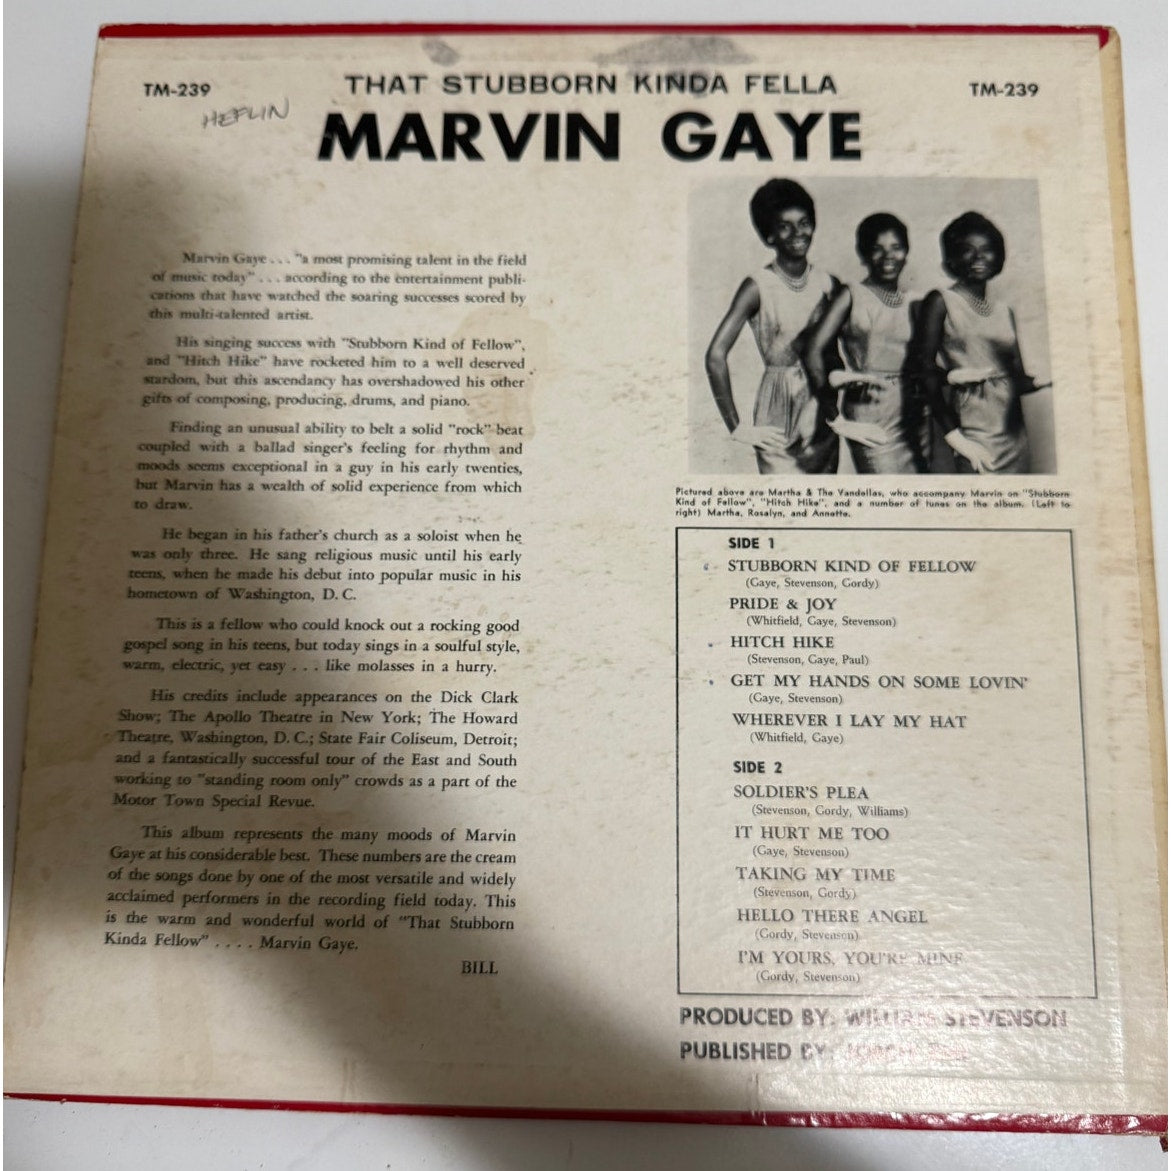 TM-239
THAT STUBBORN KINDA FELLA
TM-239
HEFLIN
MARVIN GAYE
Marvin Gaye . . . "a most promising talent in the field
of music today" . . . according to the entertainment publi-
cations that have watched the soaring successes scored by
this multi-talented artist.
His singing success with "Stubborn Kind of Fellow",
and "Hitch Hike" have rocketed him to a well deserved
stardom, but this ascendancy has overshadowed his other
gifts of composing, producing, drums, and piano.
Finding an unusual ability to belt a solid "rock" beat
coupled with a ballad singer's feeling for rhythm and
moods seems exceptional in a guy in his early twenties,
but Marvin has a wealth of solid experience from which
to draw.
He began in his father's church as a soloist when he
was only three. He sang religious music until his early
teens, when he made his debut into popular music in his
hometown of Washington, D. C.
This is a fellow who could knock out a rocking good
gospel song in his teens, but today sings in a soulful style,
warm, electric, yet easy . . . like molasses in a hurry.
His credits include appearances on the Dick Clark
Show; The Apollo Theatre in New York; The Howard
Theatre, Washington, D. C.; State Fair Coliseum, Detroit;
and a fantastically successful tour of the East and South
working to "standing room only" crowds as a part of the
Motor Town Special Revue.
This album represents the many moods of Marvin
Gaye at his considerable best. These numbers are the cream
of the songs done by one of the most versatile and widely
acclaimed performers in the recording field today. This
is the warm and wonderful world of "That Stubborn
Kinda Fellow" . . . . Marvin Gaye.
BILL
Pictured above are Martha & The Vandellas, who accompany Marvin on "Stubborn
Kind of Fellow", "Hitch Hike", and a number of tunes on the album. (Left to
right) Martha, Rosalyn, and Annette.
SIDE 1
STUBBORN KIND OF FELLOW
(Gaye, Stevenson, Gordy)
PRIDE & JOY
(Whitfield, Gaye, Stevenson)
HITCH HIKE
(Stevenson, Gaye, Paul)
GET MY HANDS ON SOME LOVIN'
(Gaye, Stevenson)
WHEREVER I LAY MY HAT
(Whitfield, Gaye)
SIDE 2
SOLDIER'S PLEA
(Stevenson, Gordy, Williams)
IT HURT ME TOO
(Gaye, Stevenson)
TAKING MY TIME
(Stevenson, Gordy)
HELLO THERE ANGEL
(Gordy, Stevenson)
I'M YOURS, YOU'RE MINE
(Gordy, Stevenson)
PRODUCED BY: WILLIAM STEVENSON
PUBLISHED BY: